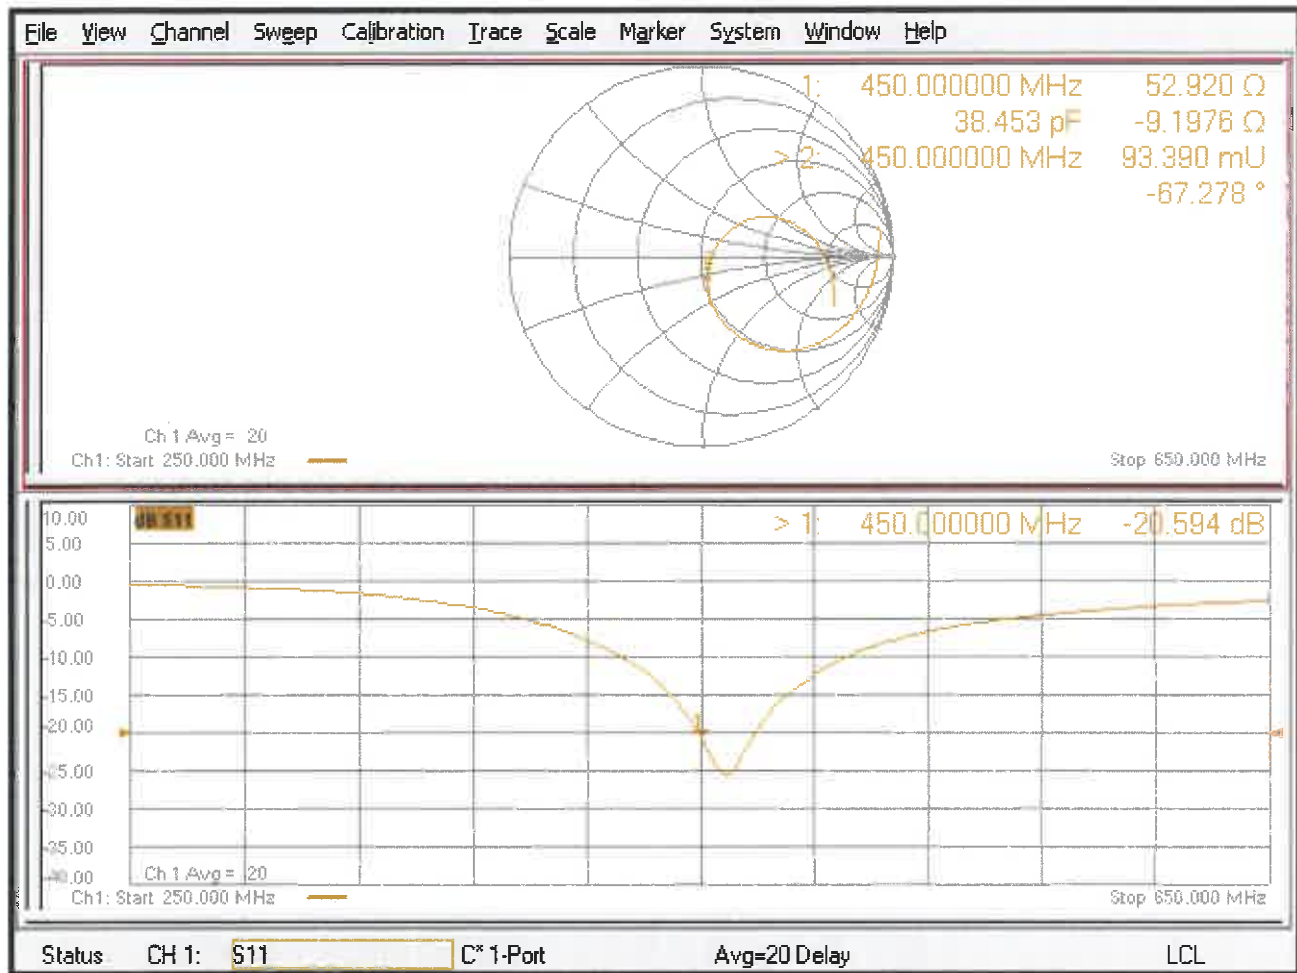 File View Channel Sweep Calibration Trace Scale Marker System Window Help
1: 450.000000 MHz 52.920 Ω
38.453 pF -9.1976 Ω
> 2: 450.000000 MHz 93.390 mU
-67.278 °
Ch 1 Avg = 20
Ch1: Start 250.000 MHz Stop 650.000 MHz
10.00 dB S11 > 1: 450.000000 MHz -20.594 dB
5.00
0.00
-5.00
-10.00
-15.00
-20.00
-25.00
-30.00
-35.00
-40.00 Ch 1 Avg = 20
Ch1: Start 250.000 MHz Stop 650.000 MHz
Status CH 1: S11 C* 1-Port Avg=20 Delay LCL